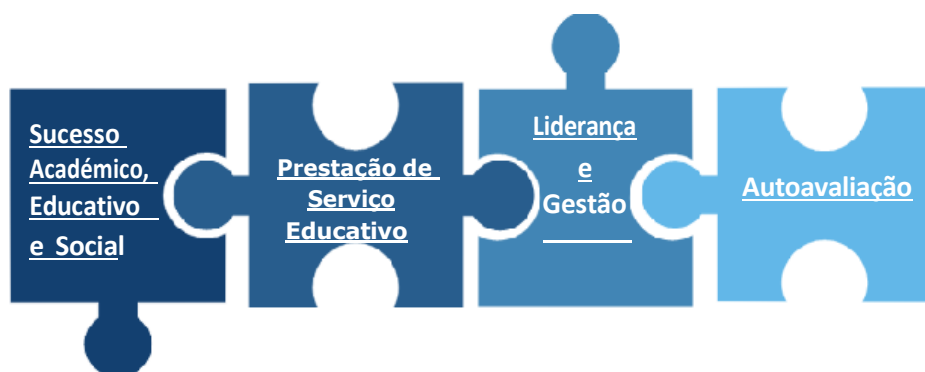 Sucesso
Académico,
Educativo
e Social
Prestação de
Serviço
Educativo
Liderança
e
Gestão
Autoavaliação